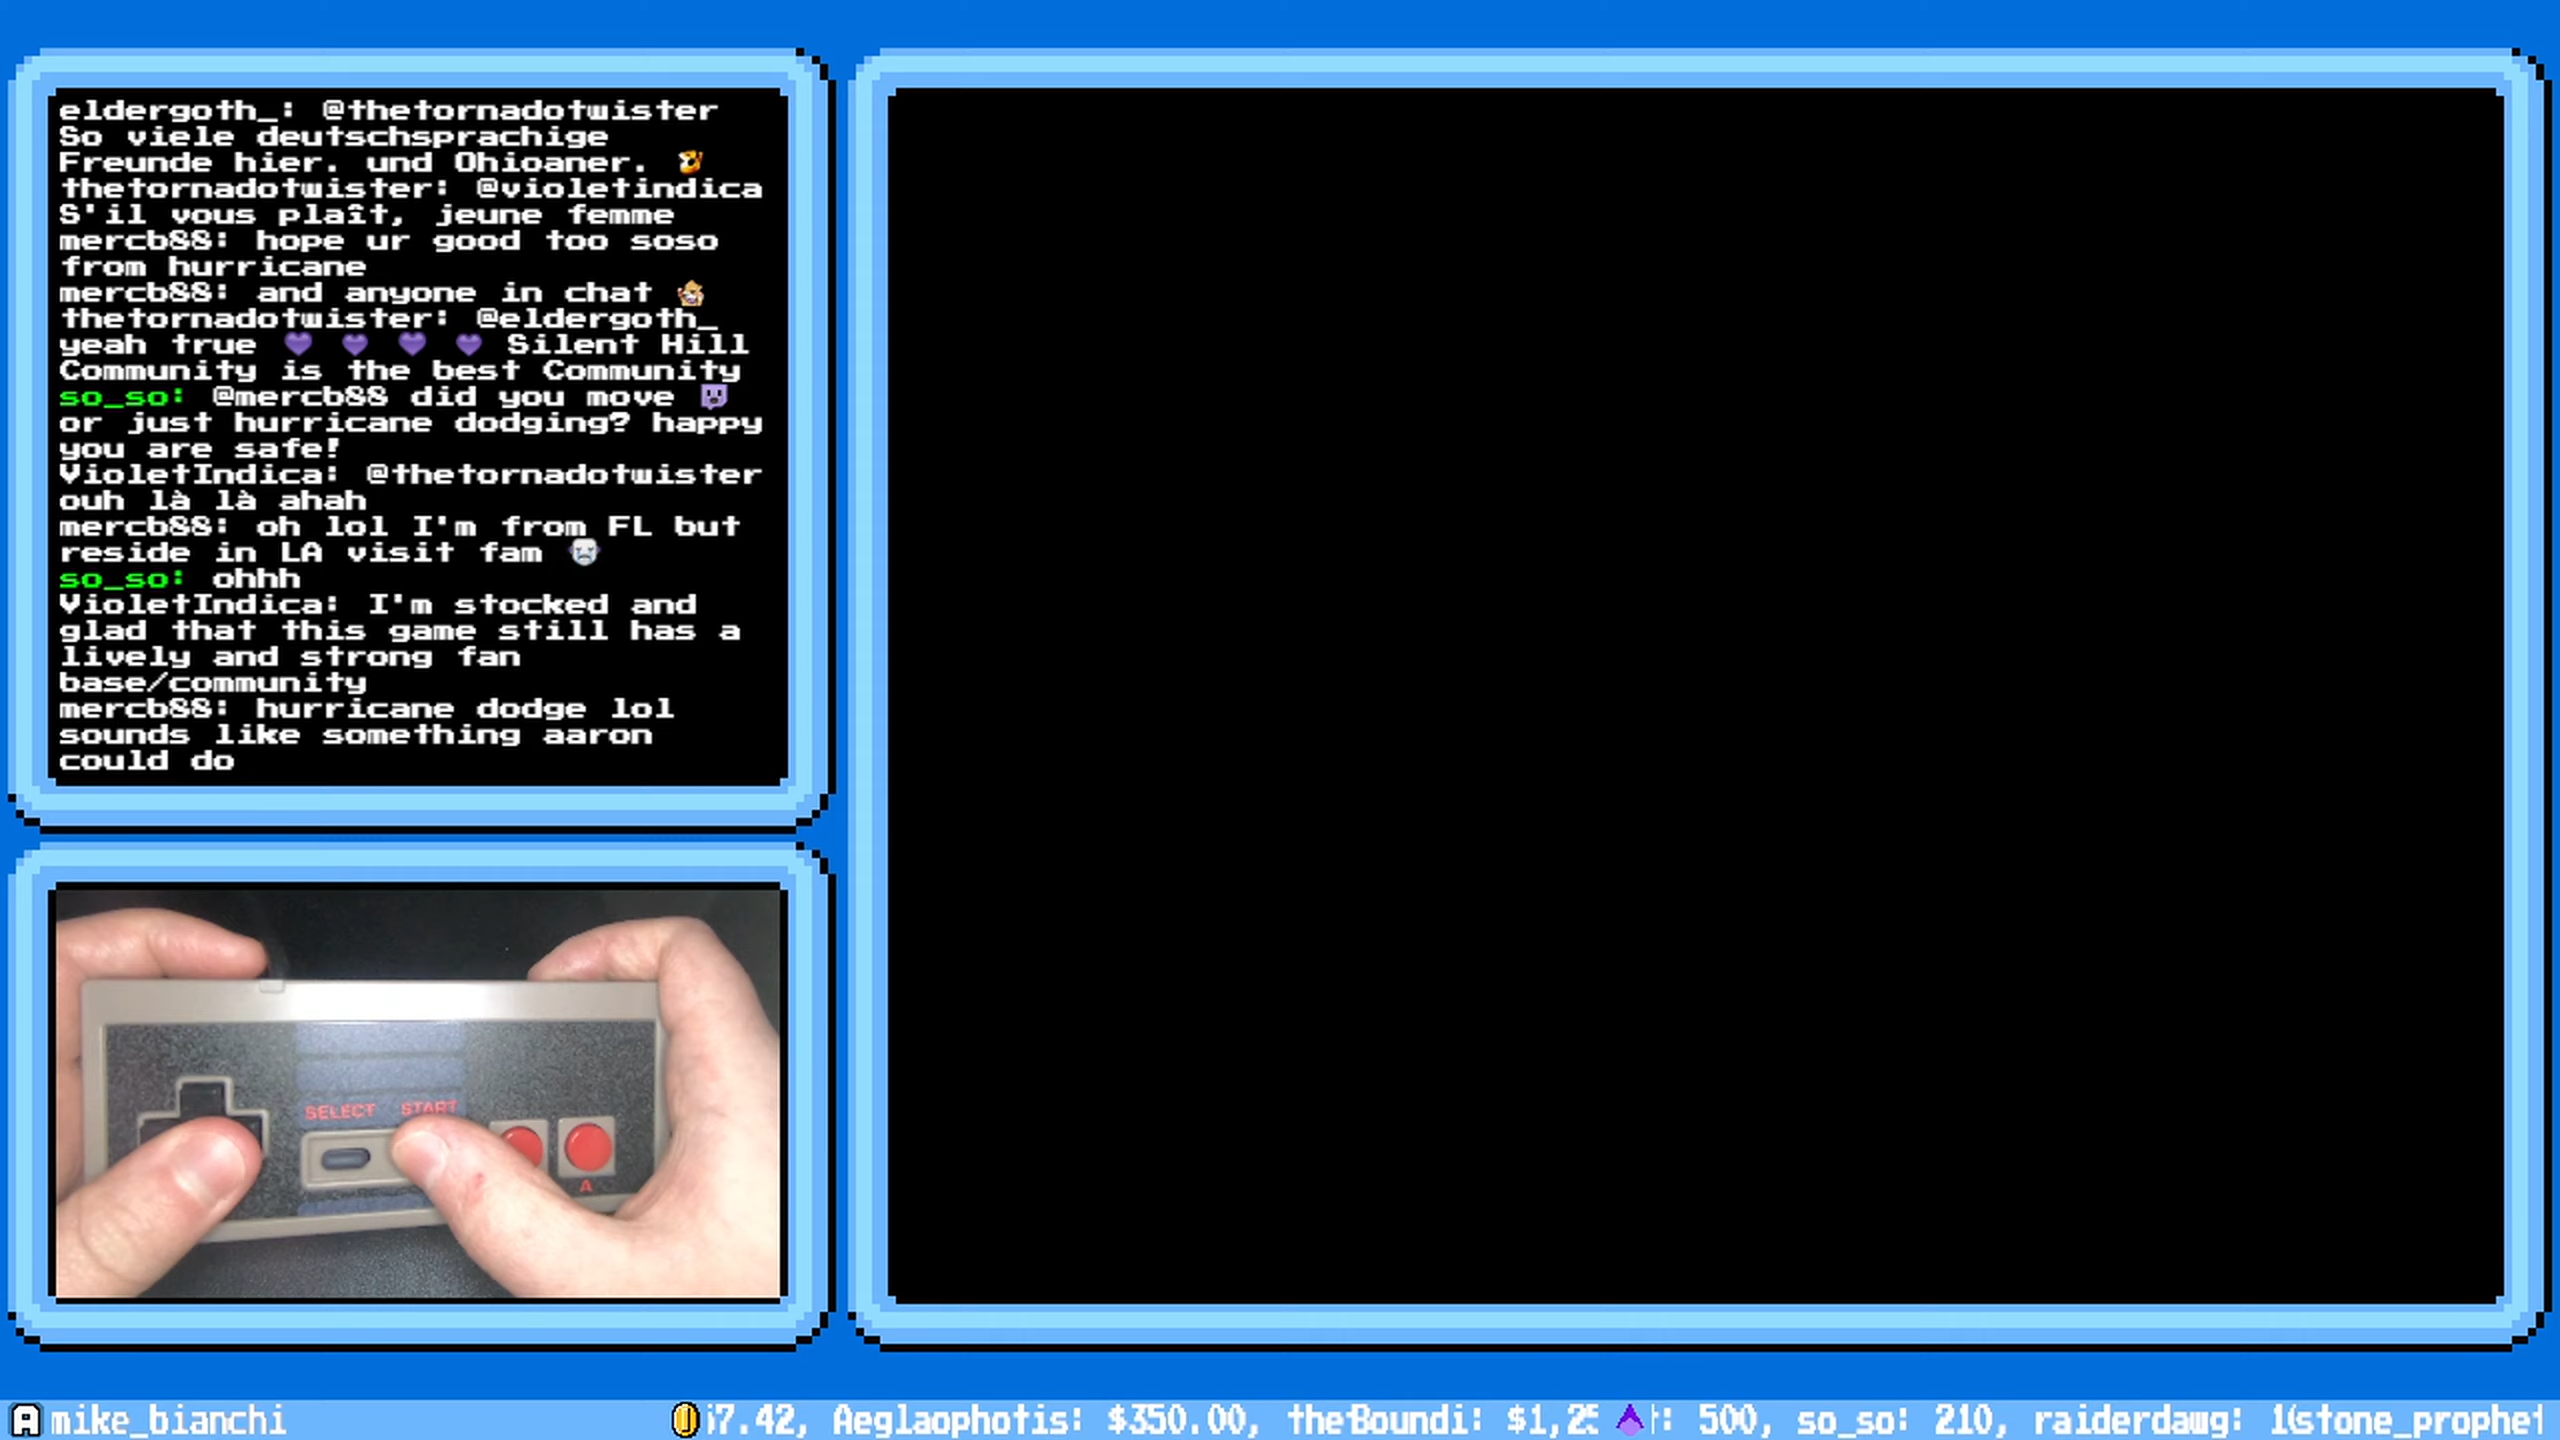 eldergoth_: @thetornadotwister
So viele deutschsprachige
Freunde hier. und Ohioaner.
thetornadotwister: @violetindica
S'il vous plaît, jeune femme
mercb88: hope ur good too soso
from hurricane
mercb88: and anyone in chat
thetornadotwister: @eldergoth_
yeah true 💜 💜 💜 💜 Silent Hill
Community is the best Community
so_so: @mercb88 did you move
or just hurricane dodging? happy
you are safe!
VioletIndica: @thetornadotwister
ouh là là ahah
mercb88: oh lol I'm from FL but
reside in LA visit fam
so_so: ohhh
VioletIndica: I'm stocked and
glad that this game still has a
lively and strong fan
base/community
mercb88: hurricane dodge lol
sounds like something aaron
could do
SELECT START
A
A mike_bianchi
7.42, Aeglaophotis: $350.00, theBoundi: $1,25 : 500, so_so: 210, raiderdawg: stone_prophet